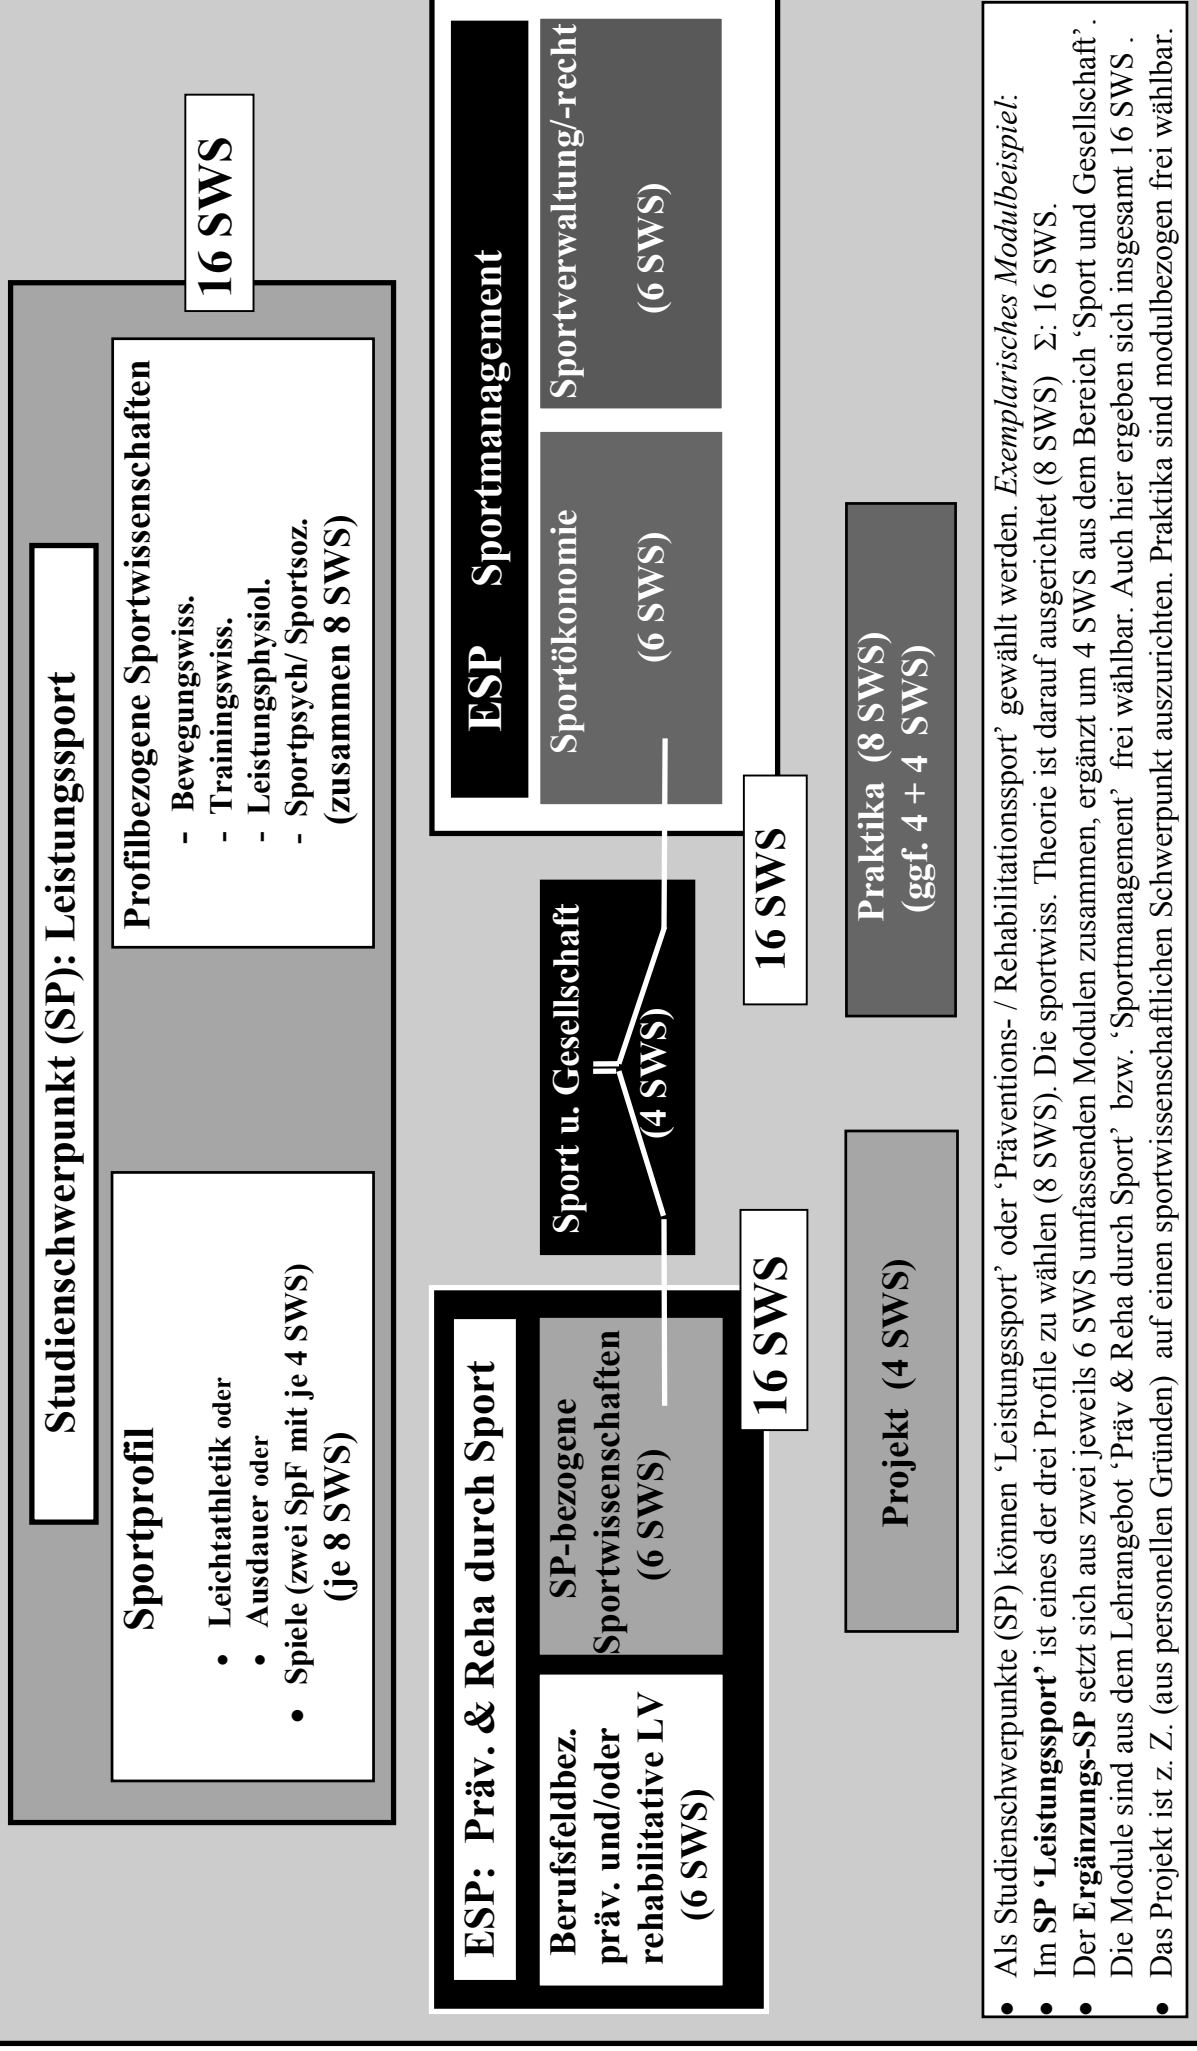 Studienschwerpunkt (SP): Leistungssport
Sportprofil
• Leichtathletik oder
• Ausdauer oder
• Spiele (zwei SpF mit je 4 SWS)
(je 8 SWS)
Profilbezogene Sportwissenschaften
- Bewegungswiss.
- Trainingswiss.
- Leistungsphysiol.
- Sportpsych/ Sportsoz.
(zusammen 8 SWS)
16 SWS
ESP: Präv. & Reha durch Sport
Berufsfeldbez.
präv. und/oder
rehabilitative LV
(6 SWS)
SP-bezogene
Sportwissenschaften
(6 SWS)
16 SWS
Sport u. Gesellschaft
(4 SWS)
ESP Sportmanagement
Sportökonomie
(6 SWS)
Sportverwaltung/-recht
(6 SWS)
16 SWS
Projekt (4 SWS)
Praktika (8 SWS)
(ggf. 4 + 4 SWS)
• Als Studienschwerpunkte (SP) können ‘Leistungssport’ oder ‘Präventions- / Rehabilitationssport’ gewählt werden. Exemplarisches Modulbeispiel:
• Im SP ‘Leistungssport’ ist eines der drei Profile zu wählen (8 SWS). Die sportwiss. Theorie ist darauf ausgerichtet (8 SWS) Σ: 16 SWS.
• Der Ergänzungs-SP setzt sich aus zwei jeweils 6 SWS umfassenden Modulen zusammen, ergänzt um 4 SWS aus dem Bereich ‘Sport und Gesellschaft’.
Die Module sind aus dem Lehrangebot ‘Präv & Reha durch Sport’ bzw. ‘Sportmanagement’ frei wählbar. Auch hier ergeben sich insgesamt 16 SWS .
• Das Projekt ist z. Z. (aus personellen Gründen) auf einen sportwissenschaftlichen Schwerpunkt auszurichten. Praktika sind modulbezogen frei wählbar.